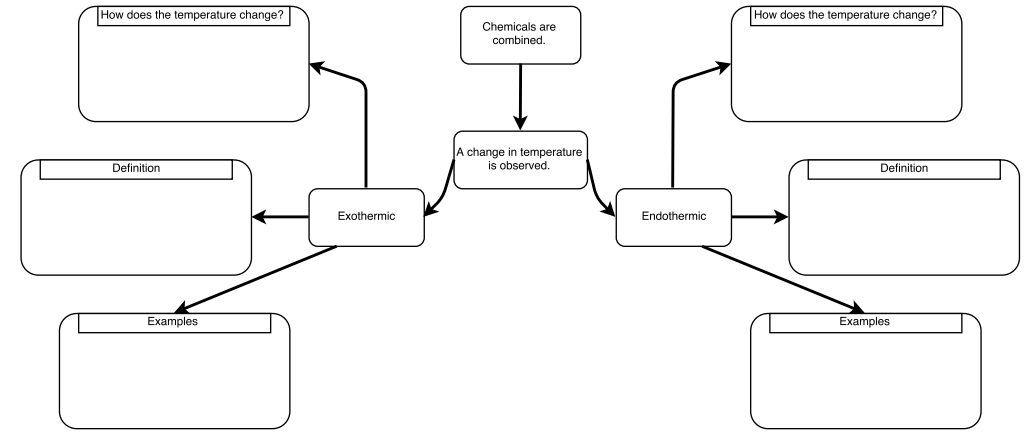 How does the temperature change?
Chemicals are
combined.
How does the temperature change?
A change in temperature
is observed.
Definition
Definition
Exothermic
Endothermic
Examples
Examples